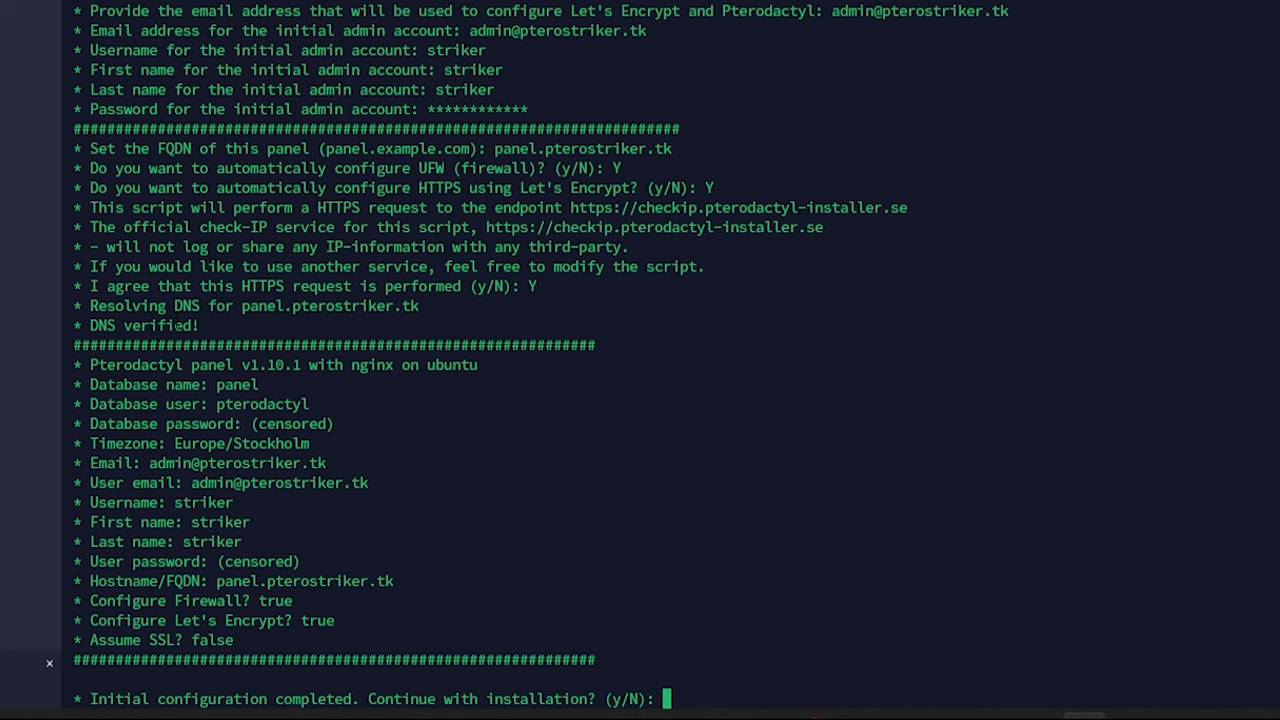 * Provide the email address that will be used to configure Let's Encrypt and Pterodactyl: admin@pterostriker.tk
* Email address for the initial admin account: admin@pterostriker.tk
* Username for the initial admin account: striker
* First name for the initial admin account: striker
* Last name for the initial admin account: striker
* Password for the initial admin account: ************
########################################################################
* Set the FQDN of this panel (panel.example.com): panel.pterostriker.tk
* Do you want to automatically configure UFW (firewall)? (y/N): Y
* Do you want to automatically configure HTTPS using Let's Encrypt? (y/N): Y
* This script will perform a HTTPS request to the endpoint https://checkip.pterodactyl-installer.se
* The official check-IP service for this script, https://checkip.pterodactyl-installer.se
* - will not log or share any IP-information with any third-party.
* If you would like to use another service, feel free to modify the script.
* I agree that this HTTPS request is performed (y/N): Y
* Resolving DNS for panel.pterostriker.tk
* DNS verified!
##############################################################
* Pterodactyl panel v1.10.1 with nginx on ubuntu
* Database name: panel
* Database user: pterodactyl
* Database password: (censored)
* Timezone: Europe/Stockholm
* Email: admin@pterostriker.tk
* User email: admin@pterostriker.tk
* Username: striker
* First name: striker
* Last name: striker
* User password: (censored)
* Hostname/FQDN: panel.pterostriker.tk
* Configure Firewall? true
* Configure Let's Encrypt? true
* Assume SSL? false
##############################################################
* Initial configuration completed. Continue with installation? (y/N):